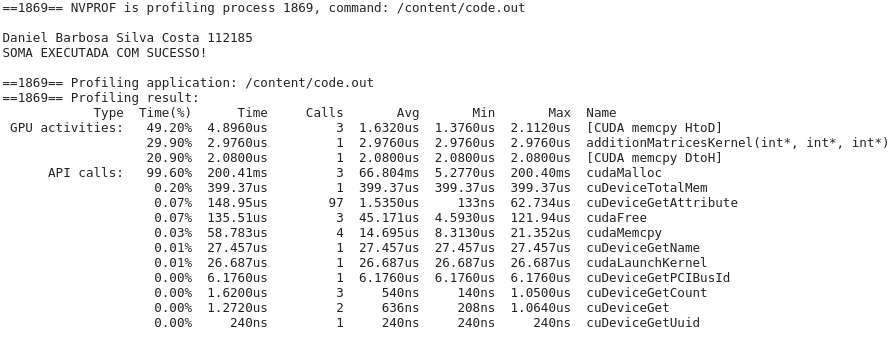 ==1869== NVPROF is profiling process 1869, command: /content/code.out
Daniel Barbosa Silva Costa 112185
SOMA EXECUTADA COM SUCESSO!
==1869== Profiling application: /content/code.out
==1869== Profiling result:
Type Time(%) Time Calls Avg Min Max Name
GPU activities: 49.20% 4.8960us 3 1.6320us 1.3760us 2.1120us [CUDA memcpy HtoD]
29.90% 2.9760us 1 2.9760us 2.9760us 2.9760us additionMatricesKernel(int*, int*, int*)
20.90% 2.0800us 1 2.0800us 2.0800us 2.0800us [CUDA memcpy DtoH]
API calls: 99.60% 200.41ms 3 66.804ms 5.2770us 200.40ms cudaMalloc
0.20% 399.37us 1 399.37us 399.37us 399.37us cuDeviceTotalMem
0.07% 148.95us 97 1.5350us 133ns 62.734us cuDeviceGetAttribute
0.07% 135.51us 3 45.171us 4.5930us 121.94us cudaFree
0.03% 58.783us 4 14.695us 8.3130us 21.352us cudaMemcpy
0.01% 27.457us 1 27.457us 27.457us 27.457us cuDeviceGetName
0.01% 26.687us 1 26.687us 26.687us 26.687us cudaLaunchKernel
0.00% 6.1760us 1 6.1760us 6.1760us 6.1760us cuDeviceGetPCIBusId
0.00% 1.6200us 3 540ns 140ns 1.0500us cuDeviceGetCount
0.00% 1.2720us 2 636ns 208ns 1.0640us cuDeviceGet
0.00% 240ns 1 240ns 240ns 240ns cuDeviceGetUuid